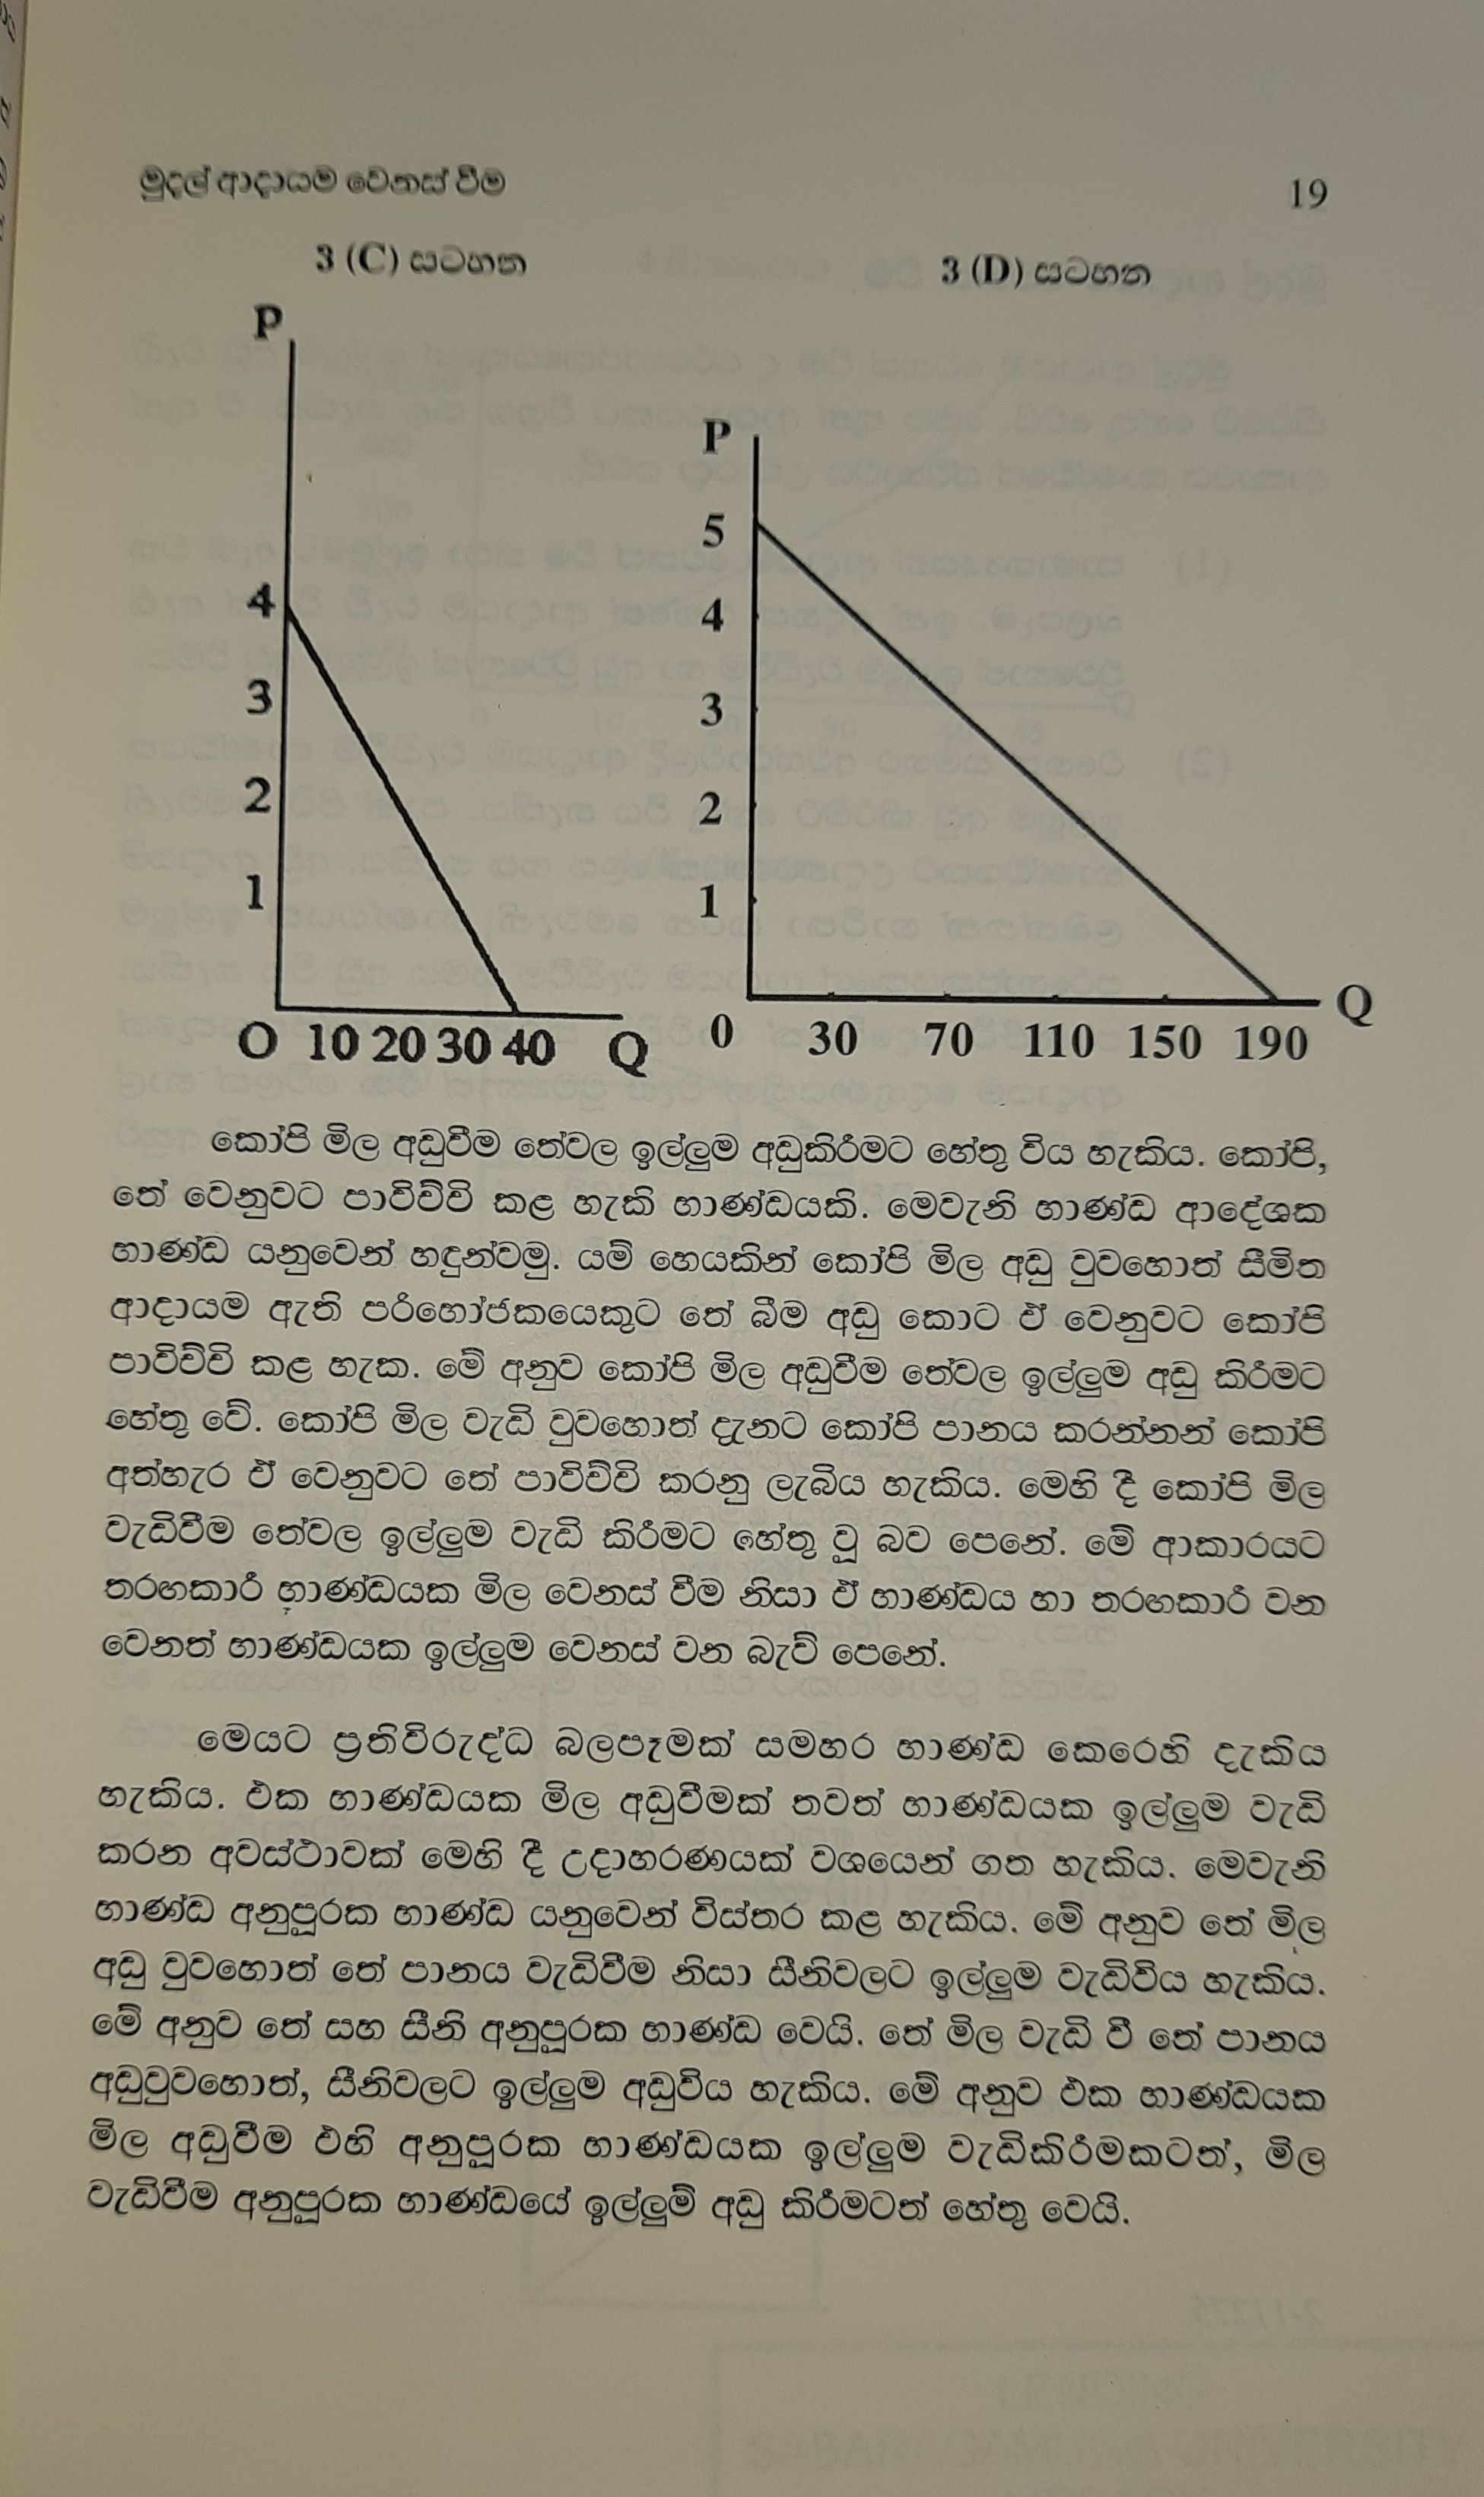 මුදල් ආදායම වෙනස් වීම 19
3 (C) සටහන
3 (D) සටහන
P
4
3
2
1
O 10 20 30 40 Q
P
5
4
3
2
1
0 30 70 110 150 190 Q
කෝපි මිල අඩුවීම තේවල ඉල්ලුම අඩුකිරීමට හේතු විය හැකිය. කෝපි,
තේ වෙනුවට පාවිච්චි කළ හැකි භාණ්ඩයකි. මෙවැනි භාණ්ඩ ආදේශක
භාණ්ඩ යනුවෙන් හඳුන්වමු. යම් හෙයකින් කෝපි මිල අඩු වුවහොත් සීමිත
ආදායම ඇති පරිභෝජකයෙකුට තේ බීම අඩු කොට ඒ වෙනුවට කෝපි
පාවිච්චි කළ හැක. මේ අනුව කෝපි මිල අඩුවීම තේවල ඉල්ලුම අඩු කිරීමට
හේතු වේ. කෝපි මිල වැඩි වුවහොත් දැනට කෝපි පානය කරන්නන් කෝපි
අත්හැර ඒ වෙනුවට තේ පාවිච්චි කරනු ලැබිය හැකිය. මෙහි දී කෝපි මිල
වැඩිවීම තේවල ඉල්ලුම වැඩි කිරීමට හේතු වූ බව පෙනේ. මේ ආකාරයට
තරඟකාරී භාණ්ඩයක මිල වෙනස් වීම නිසා ඒ භාණ්ඩය හා තරඟකාරී වන
වෙනත් භාණ්ඩයක ඉල්ලුම වෙනස් වන බැව් පෙනේ.
මෙයට ප්‍රතිවිරුද්ධ බලපෑමක් සමහර භාණ්ඩ කෙරෙහි දැකිය
හැකිය. එක භාණ්ඩයක මිල අඩුවීමක් තවත් භාණ්ඩයක ඉල්ලුම වැඩි
කරන අවස්ථාවක් මෙහි දී උදාහරණයක් වශයෙන් ගත හැකිය. මෙවැනි
භාණ්ඩ අනුපූරක භාණ්ඩ යනුවෙන් විස්තර කළ හැකිය. මේ අනුව තේ මිල
අඩු වුවහොත් තේ පානය වැඩිවීම නිසා සීනිවලට ඉල්ලුම වැඩිවිය හැකිය.
මේ අනුව තේ සහ සීනි අනුපූරක භාණ්ඩ වෙයි. තේ මිල වැඩි වී තේ පානය
අඩුවුවහොත්, සීනිවලට ඉල්ලුම අඩුවිය හැකිය. මේ අනුව එක භාණ්ඩයක
මිල අඩුවීම එහි අනුපූරක භාණ්ඩයක ඉල්ලුම වැඩිකිරීමකටත්, මිල
වැඩිවීම අනුපූරක භාණ්ඩයේ ඉල්ලුම් අඩු කිරීමටත් හේතු වෙයි.